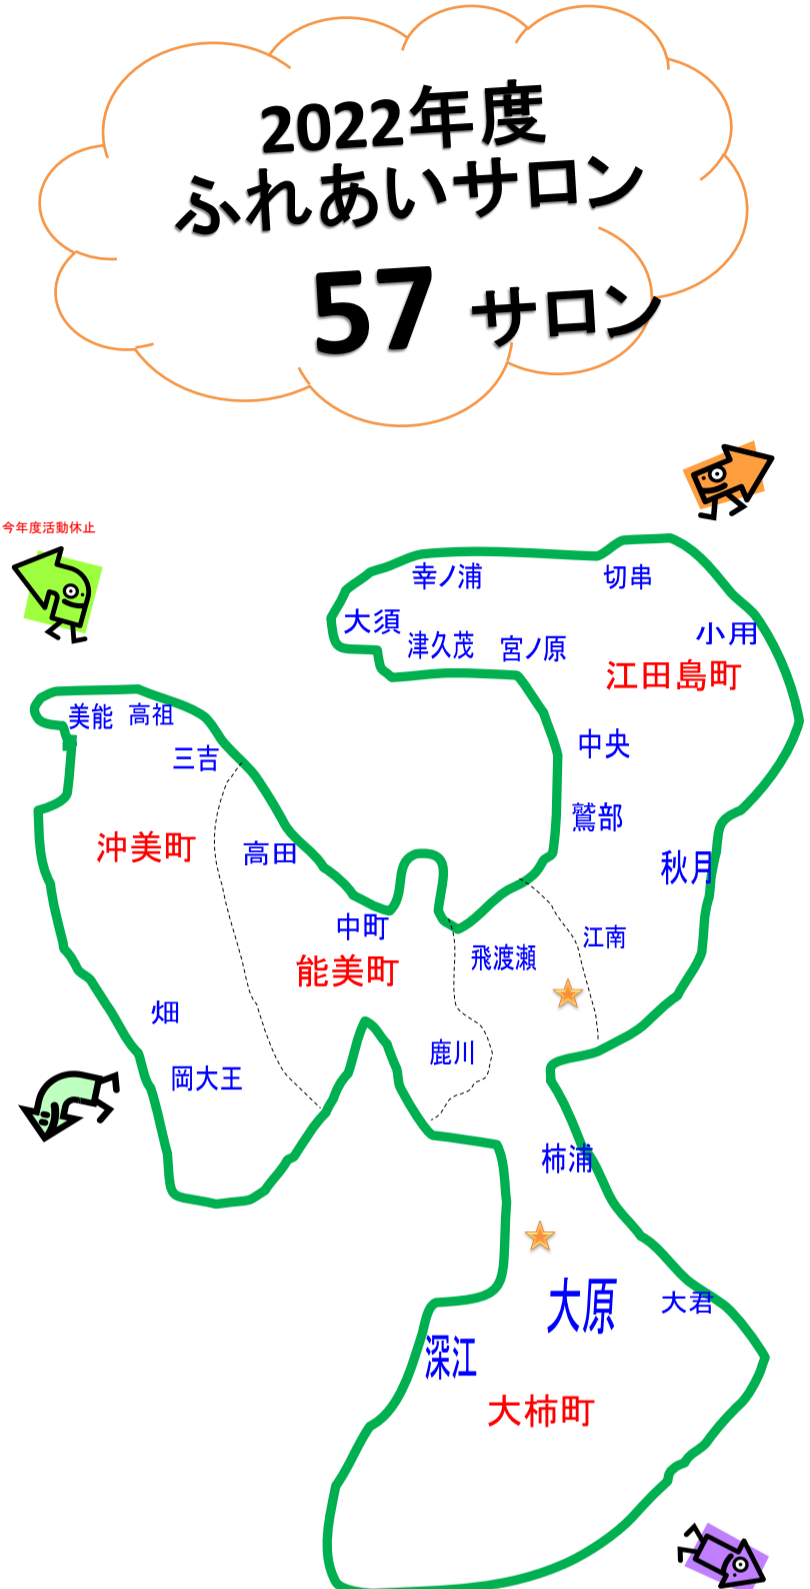 2022年度
ふれあいサロン
57 サロン
今年度活動休止
幸ノ浦
切串
大須
津久茂
宮ノ原
小用
江田島町
美能
高祖
三吉
中央
沖美町
高田
鷲部
秋月
中町
江南
飛渡瀬
能美町
畑
鹿川
岡大王
柿浦
大原
大君
深江
大柿町